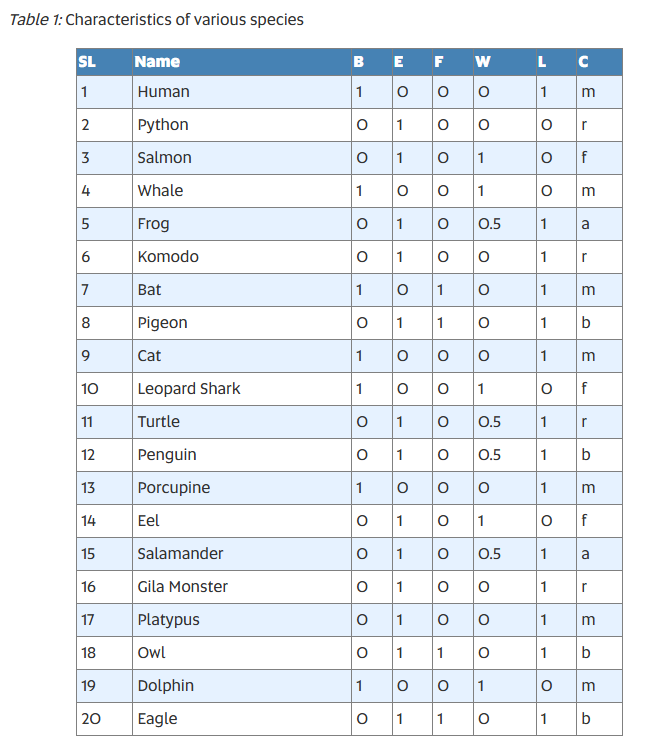 Table 1: Characteristics of various species
SL Name B E F W L C
1 Human 1 0 0 0 1 m
2 Python 0 1 0 0 0 r
3 Salmon 0 1 0 1 0 f
4 Whale 1 0 0 1 0 m
5 Frog 0 1 0 0.5 1 a
6 Komodo 0 1 0 0 1 r
7 Bat 1 0 1 0 1 m
8 Pigeon 0 1 1 0 1 b
9 Cat 1 0 0 0 1 m
10 Leopard Shark 1 0 0 1 0 f
11 Turtle 0 1 0 0.5 1 r
12 Penguin 0 1 0 0.5 1 b
13 Porcupine 1 0 0 0 1 m
14 Eel 0 1 0 1 0 f
15 Salamander 0 1 0 0.5 1 a
16 Gila Monster 0 1 0 0 1 r
17 Platypus 0 1 0 0 1 m
18 Owl 0 1 1 0 1 b
19 Dolphin 1 0 0 1 0 m
20 Eagle 0 1 1 0 1 b